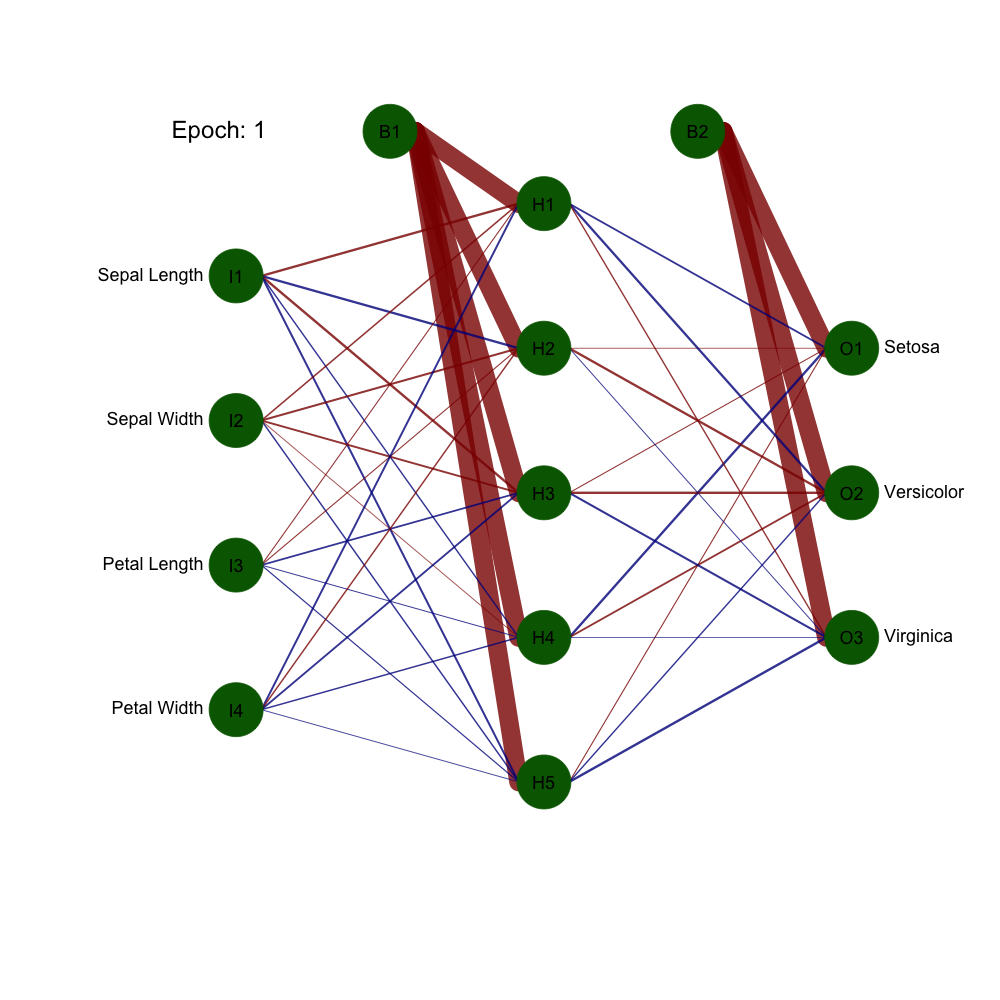 Epoch: 1
B1
B2
H1
Sepal Length
I1
H2
O1
Setosa
Sepal Width
I2
H3
O2
Versicolor
Petal Length
I3
H4
O3
Virginica
Petal Width
I4
H5